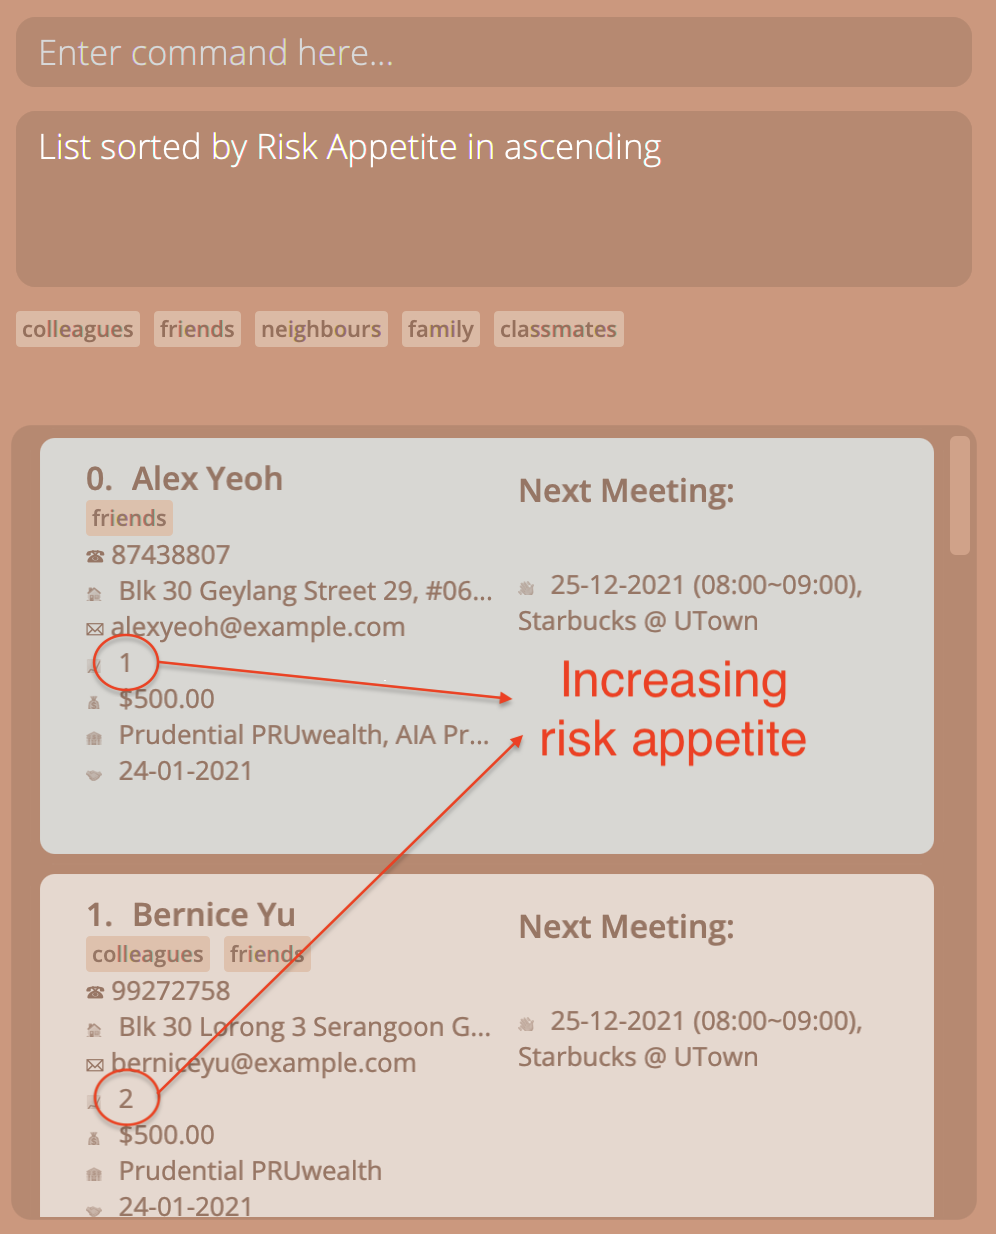 Enter command here...
List sorted by Risk Appetite in ascending
colleagues friends neighbours family classmates
0. Alex Yeoh
friends
87438807
Blk 30 Geylang Street 29, #06...
alexyeoh@example.com
1
$500.00
Prudential PRUwealth, AIA Pr...
24-01-2021
Next Meeting:
25-12-2021 (08:00~09:00),
Starbucks @ UTown
Increasing
risk appetite
1. Bernice Yu
colleagues friends
99272758
Blk 30 Lorong 3 Serangoon G...
berniceyu@example.com
2
$500.00
Prudential PRUwealth
24-01-2021
Next Meeting:
25-12-2021 (08:00~09:00),
Starbucks @ UTown